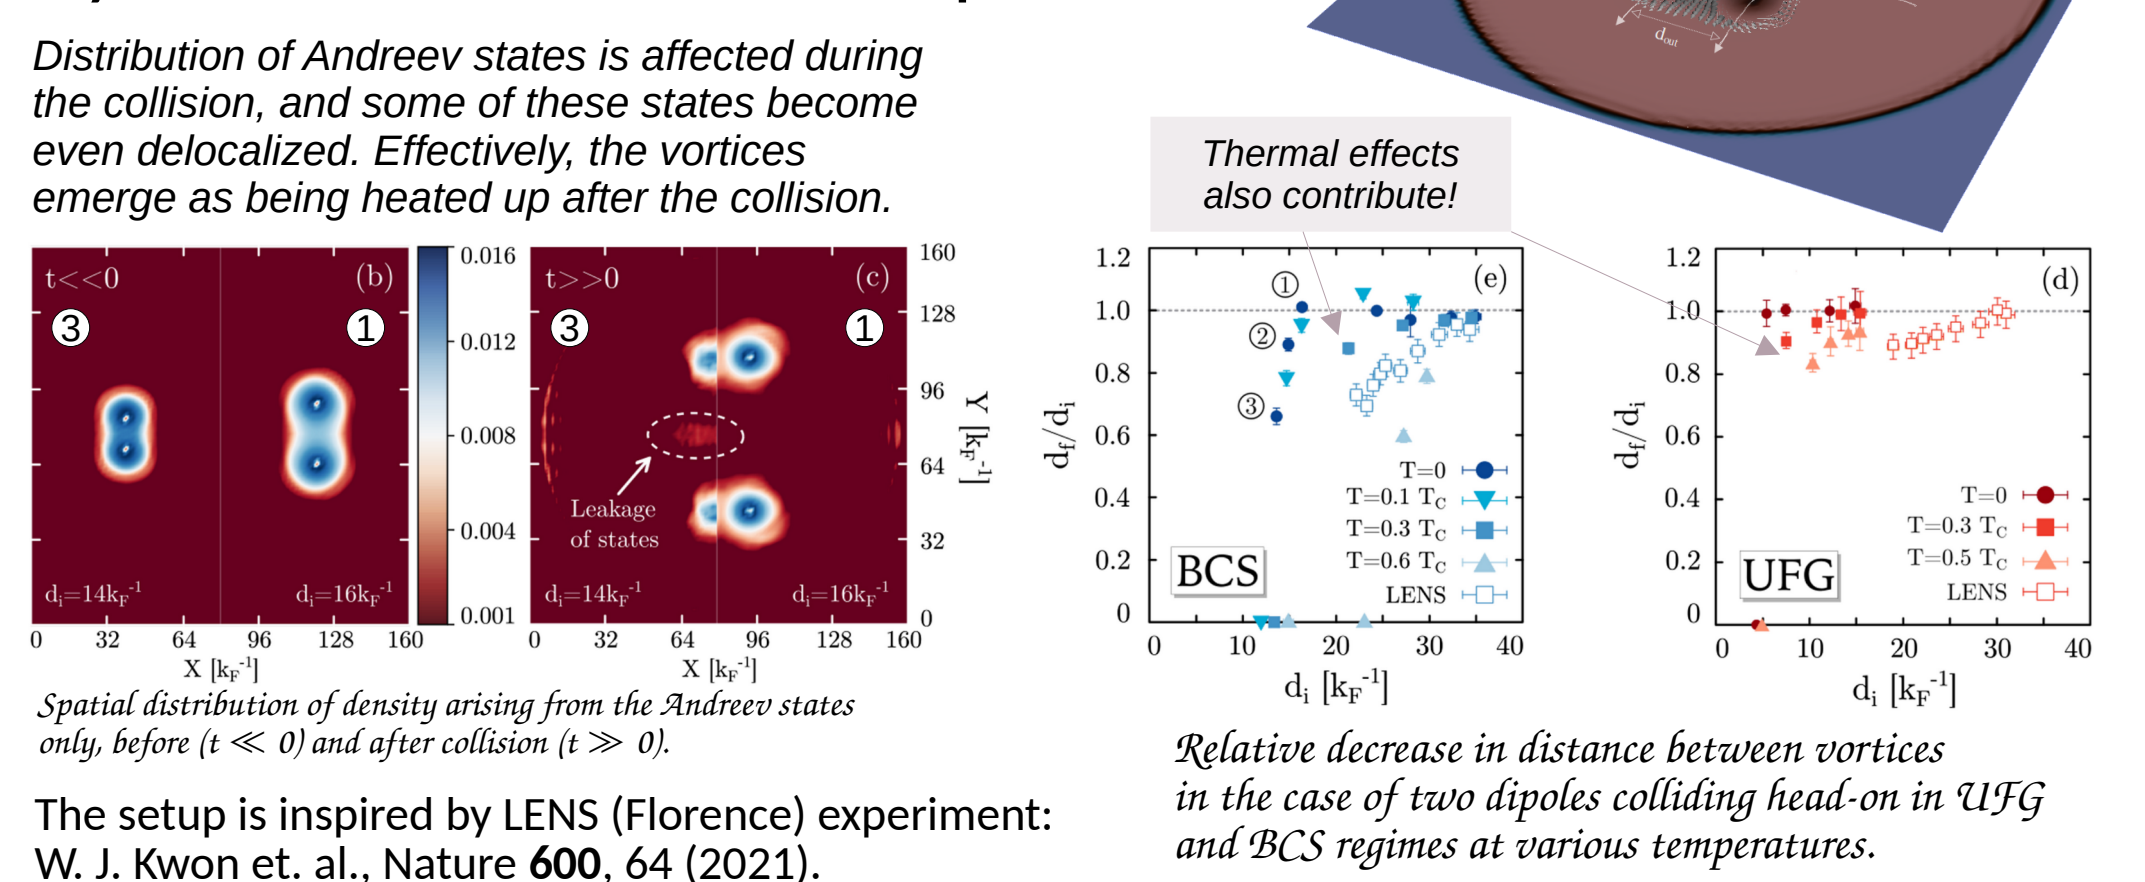 Distribution of Andreev states is affected during
the collision, and some of these states become
even delocalized. Effectively, the vortices
emerge as being heated up after the collision.
t<<0
(b)
3
1
d_i=14k_F^-1
d_i=16k_F^-1
0 32 64 96 128 160
X [k_F^-1]
0.016
0.012
0.008
0.004
0.001
t>>0
(c)
3
1
Leakage
of states
d_i=14k_F^-1
d_i=16k_F^-1
0 32 64 96 128 160
X [k_F^-1]
160
128
96
64
32
0
Y [k_F^-1]
Spatial distribution of density arising from the Andreev states
only, before (t ≪ 0) and after collision (t ≫ 0).
The setup is inspired by LENS (Florence) experiment:
W. J. Kwon et. al., Nature 600, 64 (2021).
d_out
Thermal effects
also contribute!
1.2
1.0
0.8
0.6
0.4
0.2
0
d_f/d_i
(e)
①
②
③
T=0
T=0.1 T_C
T=0.3 T_C
T=0.6 T_C
LENS
BCS
0 10 20 30 40
d_i [k_F^-1]
1.2
1.0
0.8
0.6
0.4
0.2
0
d_f/d_i
(d)
T=0
T=0.3 T_C
T=0.5 T_C
LENS
UFG
0 10 20 30 40
d_i [k_F^-1]
Relative decrease in distance between vortices
in the case of two dipoles colliding head-on in UFG
and BCS regimes at various temperatures.